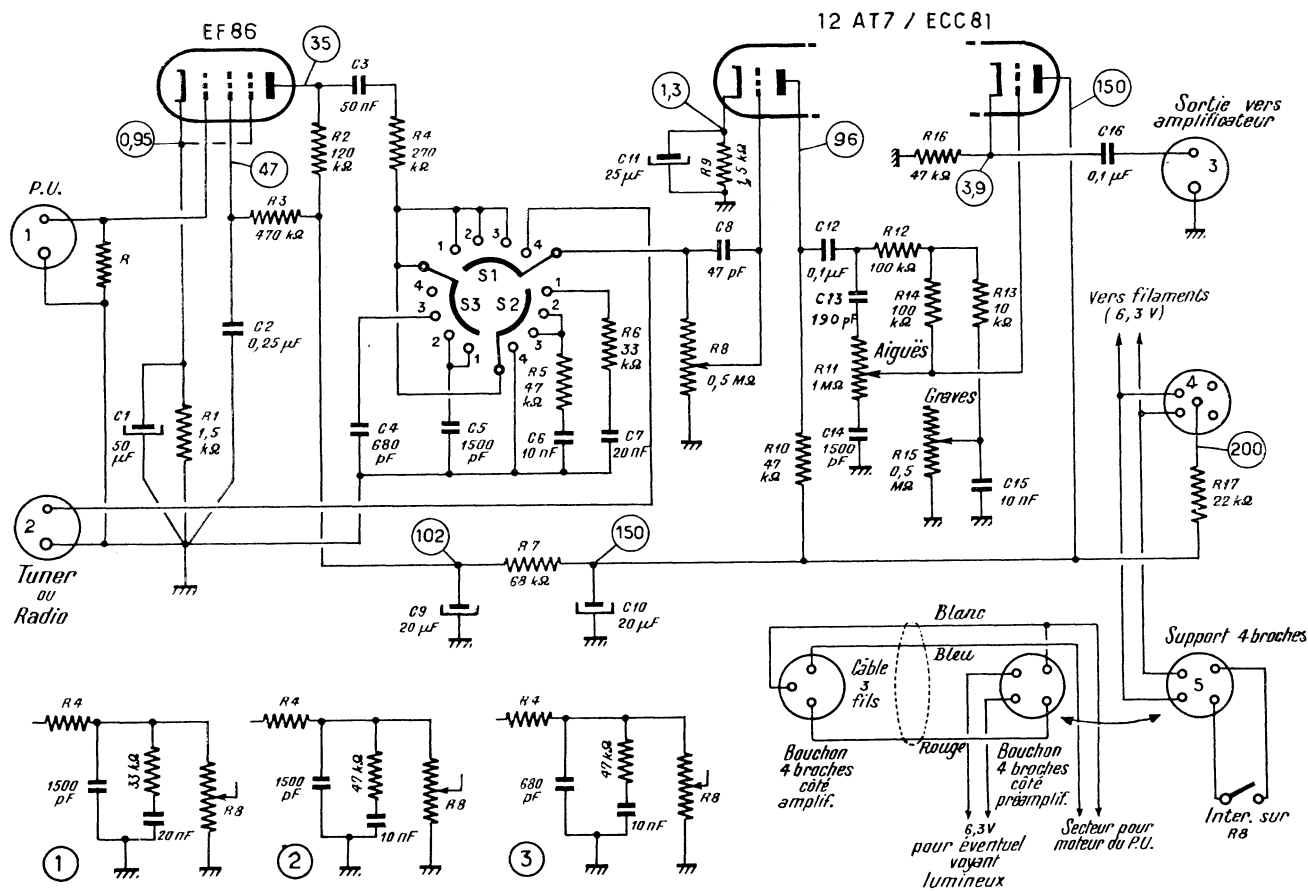 EF86
12 AT7 / ECC81
35
C3
50 nF
1,3
150
Sortie vers
amplificateur
0,95
R2
120
kΩ
R4
270
kΩ
C11
25 µF
R9
1,5 kΩ
96
R16
47 kΩ
C16
0,1 µF
3
3,9
47
P.U.
1
R
R3
470 kΩ
1
2
3
4
S1
S3
S2
4
3
2
1
1
2
3
4
C8
47 pF
C12
0,1 µF
R12
100 kΩ
C13
190 pF
R14
100
kΩ
R13
10
kΩ
Vers filaments
(6,3 V)
C2
0,25 µF
R6
33
kΩ
R5
47
kΩ
R8
0,5 MΩ
Aiguës
R11
1 MΩ
Graves
4
C1
50
µF
R1
1,5
kΩ
C4
680
pF
C5
1500
pF
C6
10 nF
C7
20 nF
R10
47
kΩ
C14
1500
pF
R15
0,5
MΩ
C15
10 nF
200
R17
22 kΩ
2
Tuner
ou
Radio
102
R7
68 kΩ
150
C9
20 µF
C10
20 µF
Blanc
Bleu
Câble
3
fils
Rouge
Support 4 broches
5
Bouchon
4 broches
côté
amplif.
Bouchon
4 broches
côté
préamplif.
6,3V
pour éventuel
voyant
lumineux
Secteur pour
moteur du P.U.
Inter. sur
R8
R4
1500
pF
33 kΩ
20 nF
R8
1
R4
1500
pF
47 kΩ
10 nF
R8
2
R4
680
pF
47 kΩ
10 nF
R8
3